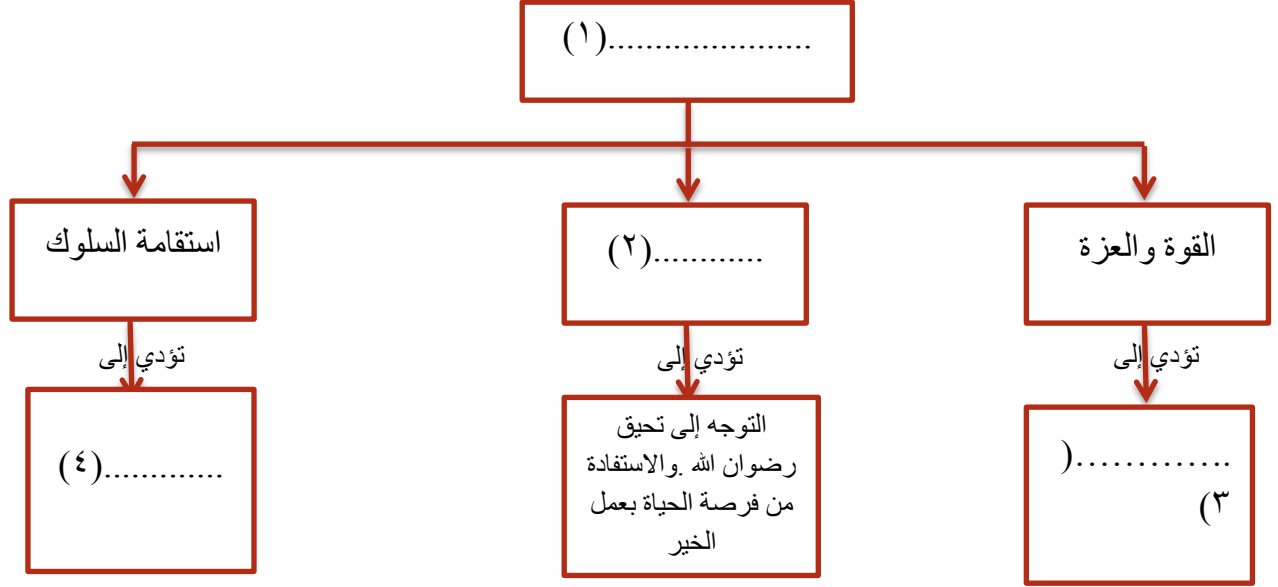 (١)......................
القوة والعزة
(٢)............
استقامة السلوك
تؤدي إلى
تؤدي إلى
تؤدي إلى
.............(
٣)
التوجه إلى تحيق
رضوان الله .والاستفادة
من فرصة الحياة بعمل
الخير
(٤).............